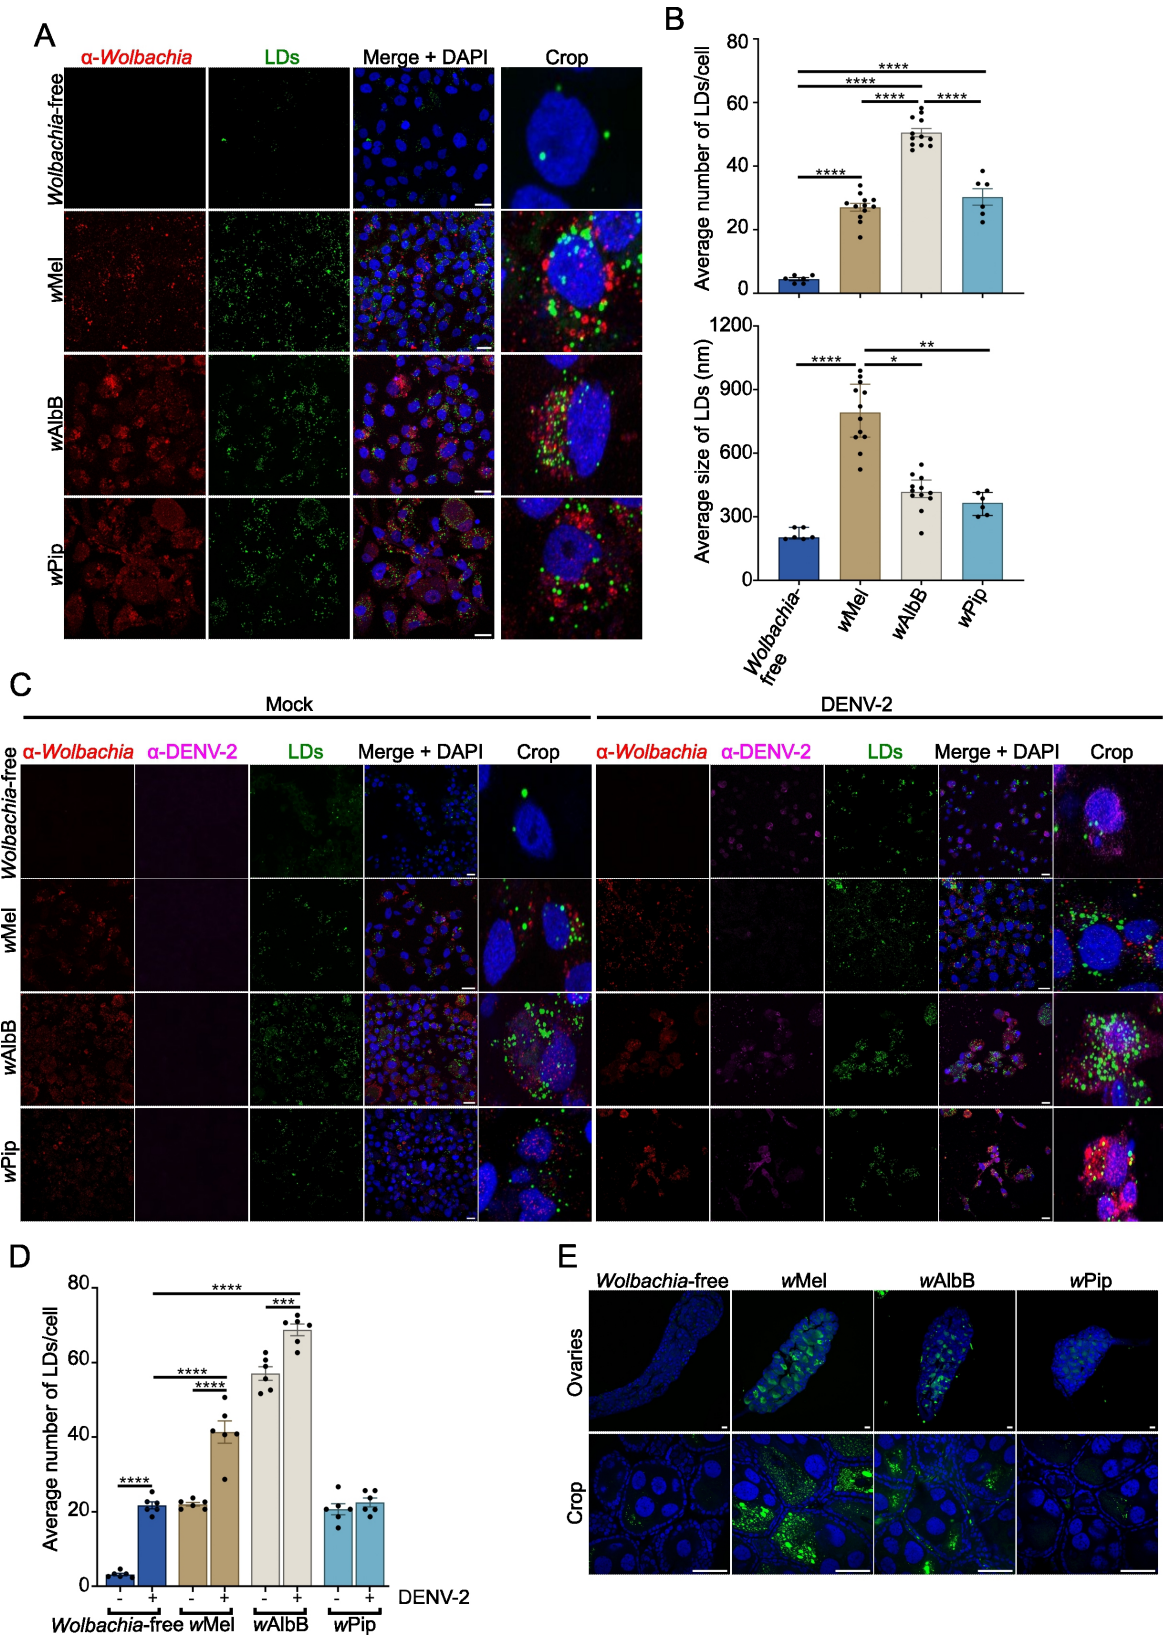 A
α-Wolbachia LDs Merge + DAPI Crop
Wolbachia-free
wMel
wAlbB
wPip
B
Average number of LDs/cell
80
60
40
20
0
****
****
**** ****
****
Average size of LDs (nm)
1200
900
600
300
0
**
**** *
Wolbachia-
free
wMel
wAlbB
wPip
C
Mock DENV-2
α-Wolbachia α-DENV-2 LDs Merge + DAPI Crop α-Wolbachia α-DENV-2 LDs Merge + DAPI Crop
Wolbachia-free
wMel
wAlbB
wPip
D
Average number of LDs/cell
80
60
40
20
0
****
***
****
****
****
- + - + - + - + DENV-2
Wolbachia-free wMel wAlbB wPip
E
Wolbachia-free wMel wAlbB wPip
Ovaries
Crop